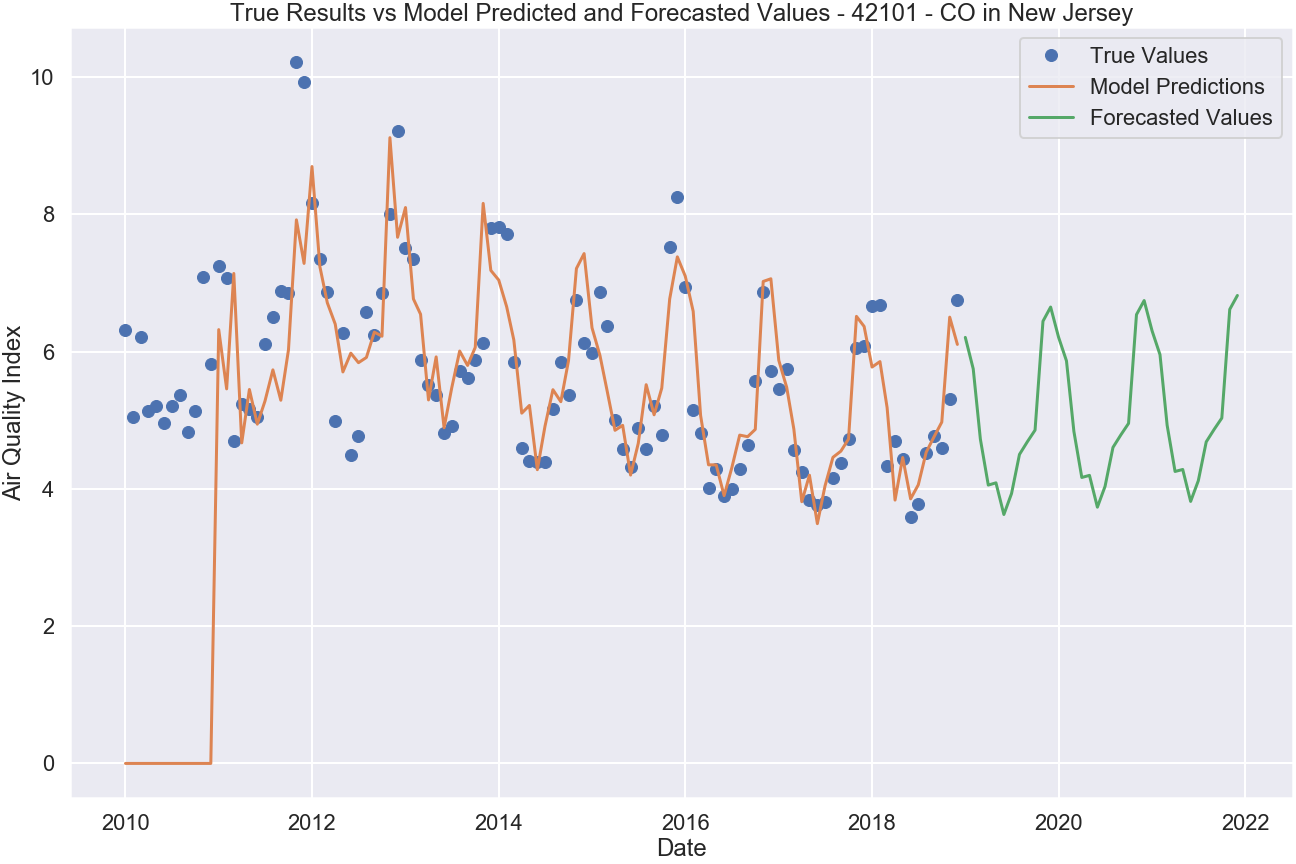 True Results vs Model Predicted and Forecasted Values - 42101 - CO in New Jersey
True Values
Model Predictions
Forecasted Values
Air Quality Index
10
8
6
4
2
0
2010 2012 2014 2016 2018 2020 2022
Date